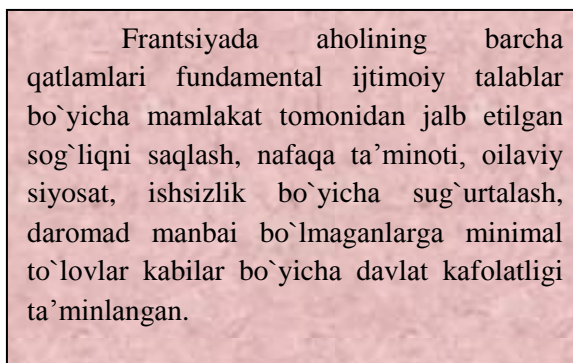 Frantsiyada aholining barcha
qatlamlari fundamental ijtimoiy talablar
bo`yicha mamlakat tomonidan jalb etilgan
sog`liqni saqlash, nafaqa ta’minoti, oilaviy
siyosat, ishsizlik bo`yicha sug`urtalash,
daromad manbai bo`lmaganlarga minimal
to`lovlar kabilar bo`yicha davlat kafolatligi
ta’minlangan.